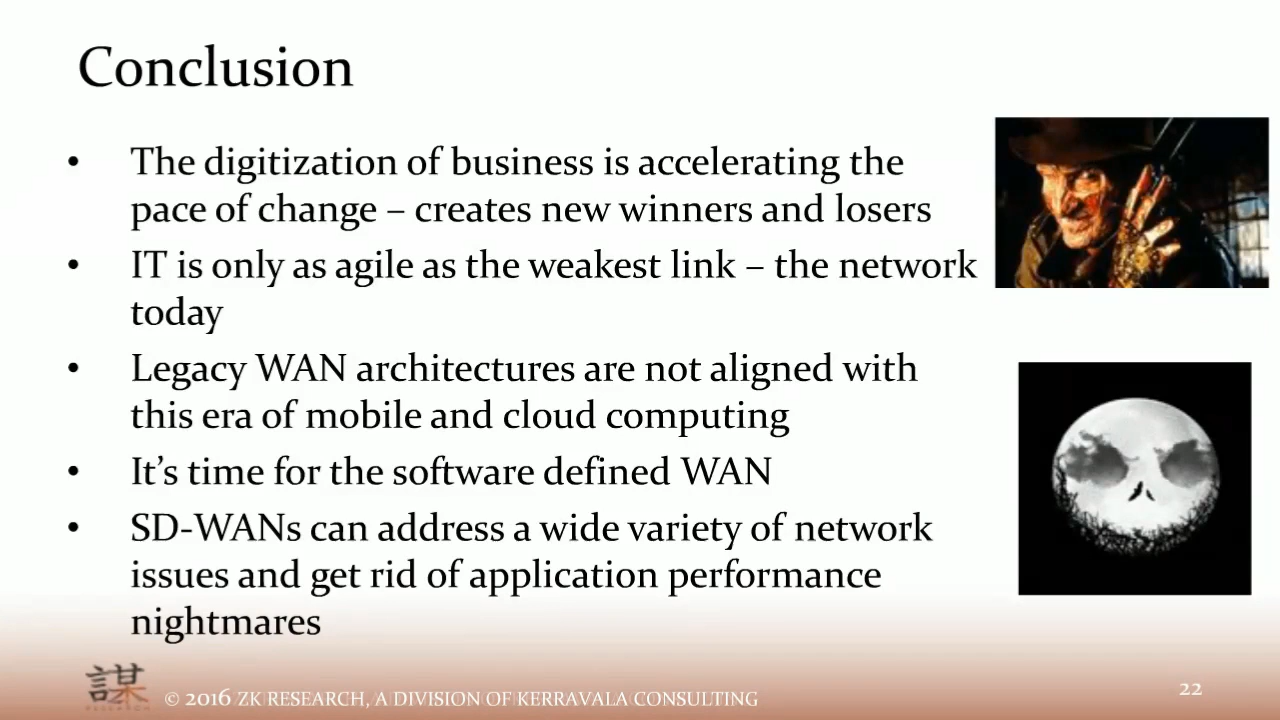 Conclusion
• The digitization of business is accelerating the
pace of change – creates new winners and losers
• IT is only as agile as the weakest link – the network
today
• Legacy WAN architectures are not aligned with
this era of mobile and cloud computing
• It’s time for the software defined WAN
• SD-WANs can address a wide variety of network
issues and get rid of application performance
nightmares
謀
RESEARCH
© 2016 ZK RESEARCH, A DIVISION OF KERRAVALA CONSULTING
22